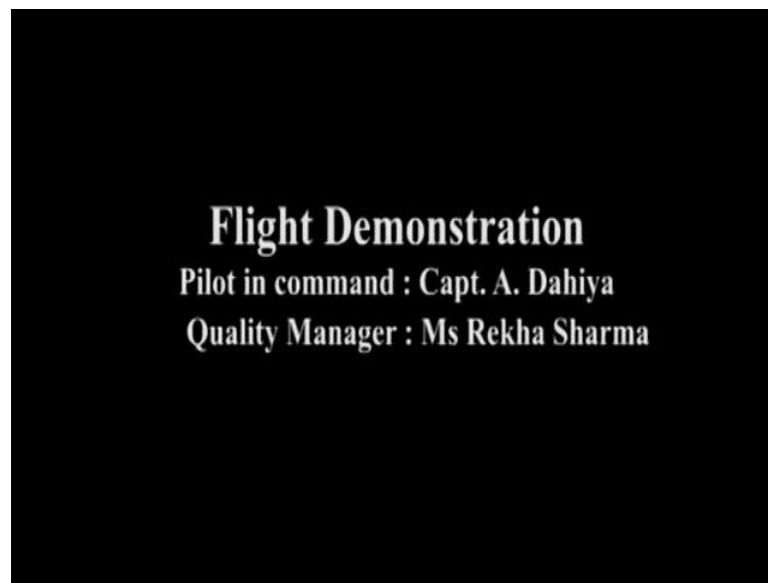 Flight Demonstration
Pilot in command : Capt. A. Dahiya
Quality Manager : Ms Rekha Sharma